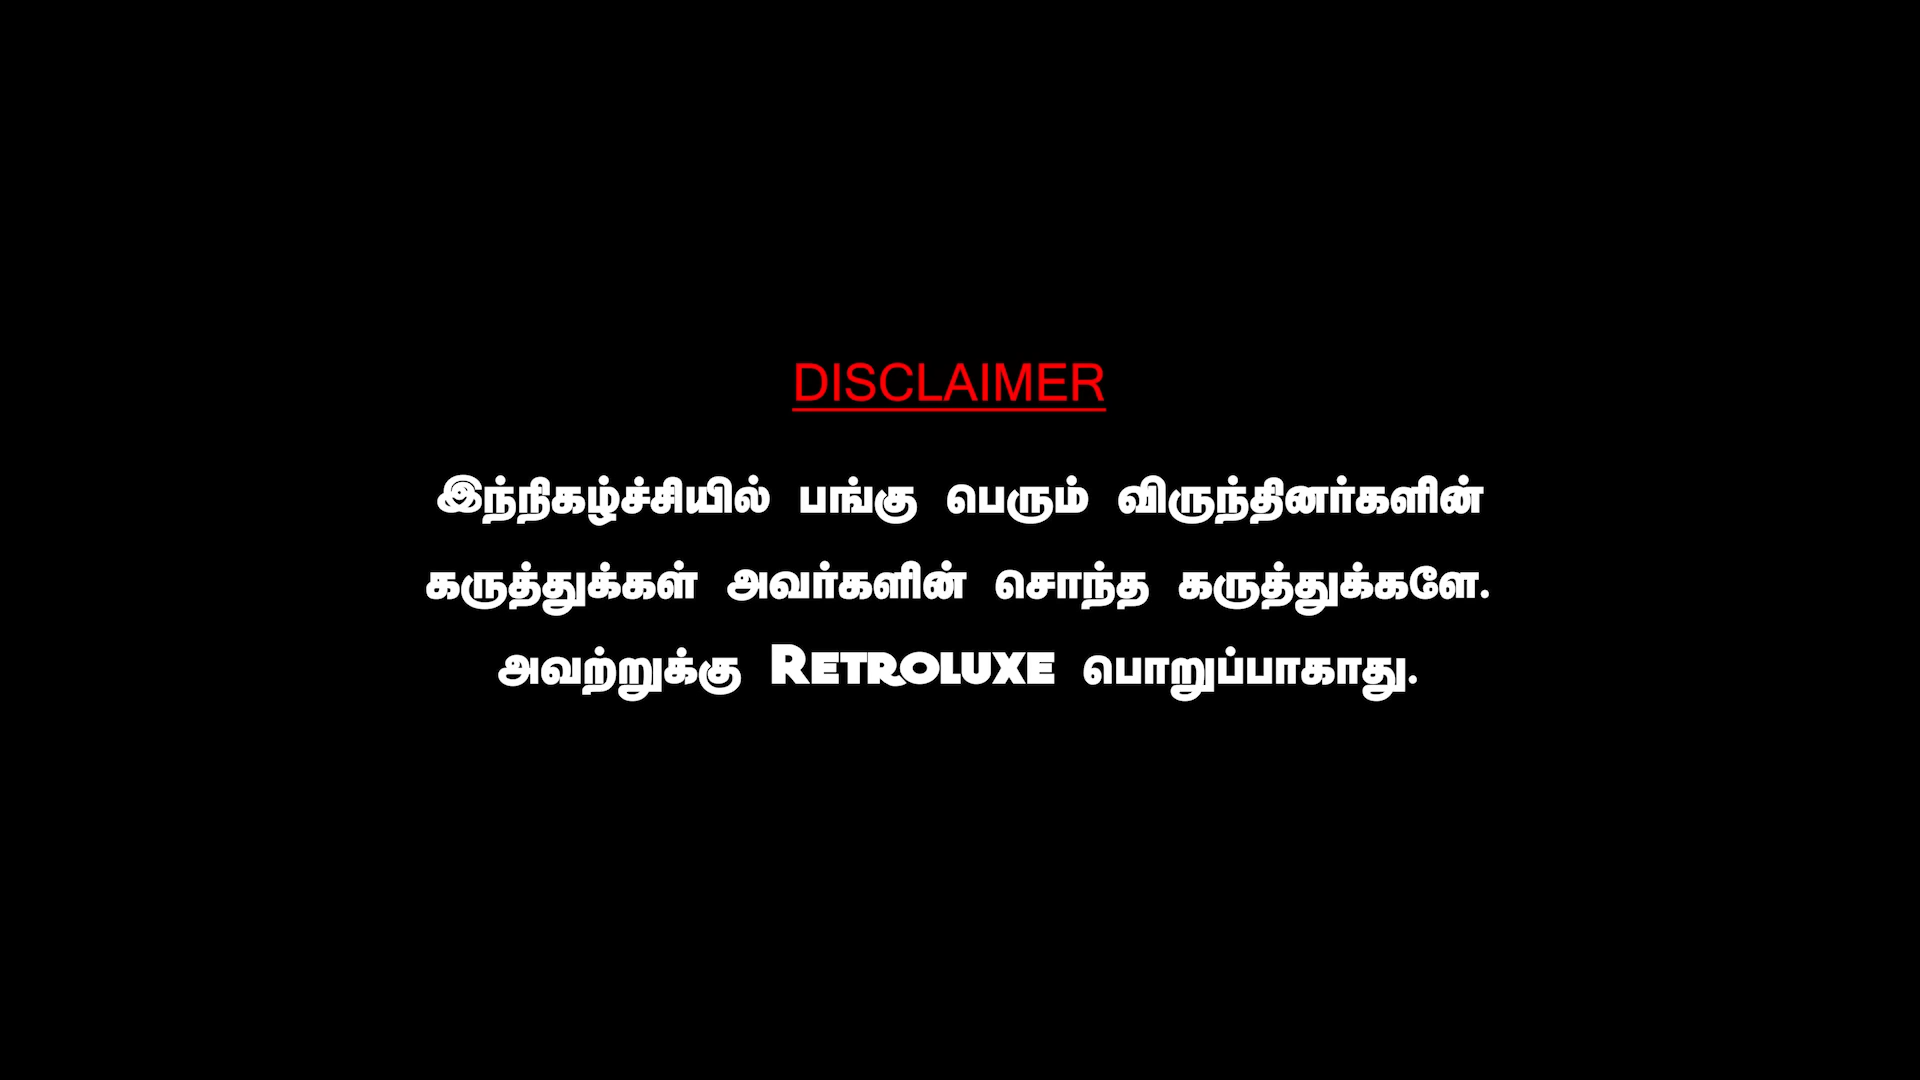 DISCLAIMER
இந்நிகழ்ச்சியில் பங்கு பெரும் விருந்தினர்களின்
கருத்துக்கள் அவர்களின் சொந்த கருத்துக்களே.
அவற்றுக்கு RETROLUXE பொறுப்பாகாது.